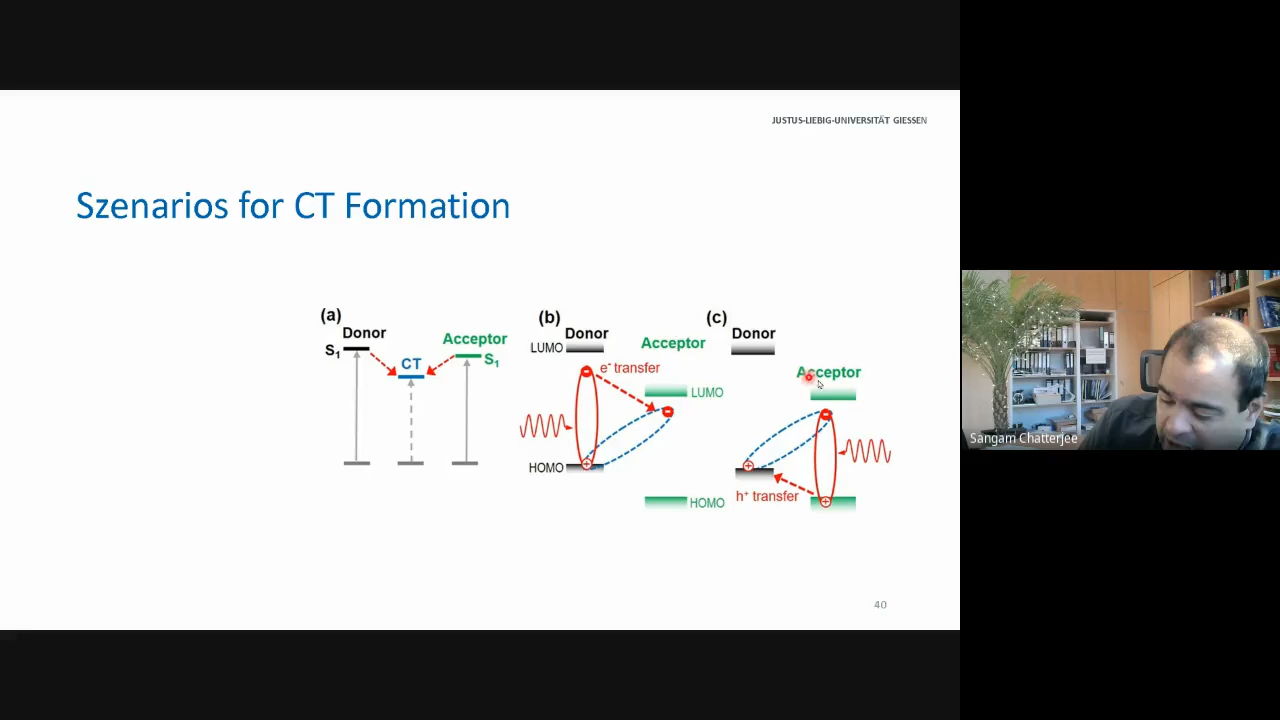 JUSTUS-LIEBIG-UNIVERSITÄT GIESSEN
Szenarios for CT Formation
(a)
Donor
S1
CT
Acceptor
S1
(b)
Donor
LUMO
Acceptor
e- transfer
LUMO
HOMO
HOMO
(c)
Donor
Acceptor
h+ transfer
40
Sangam Chatterjee